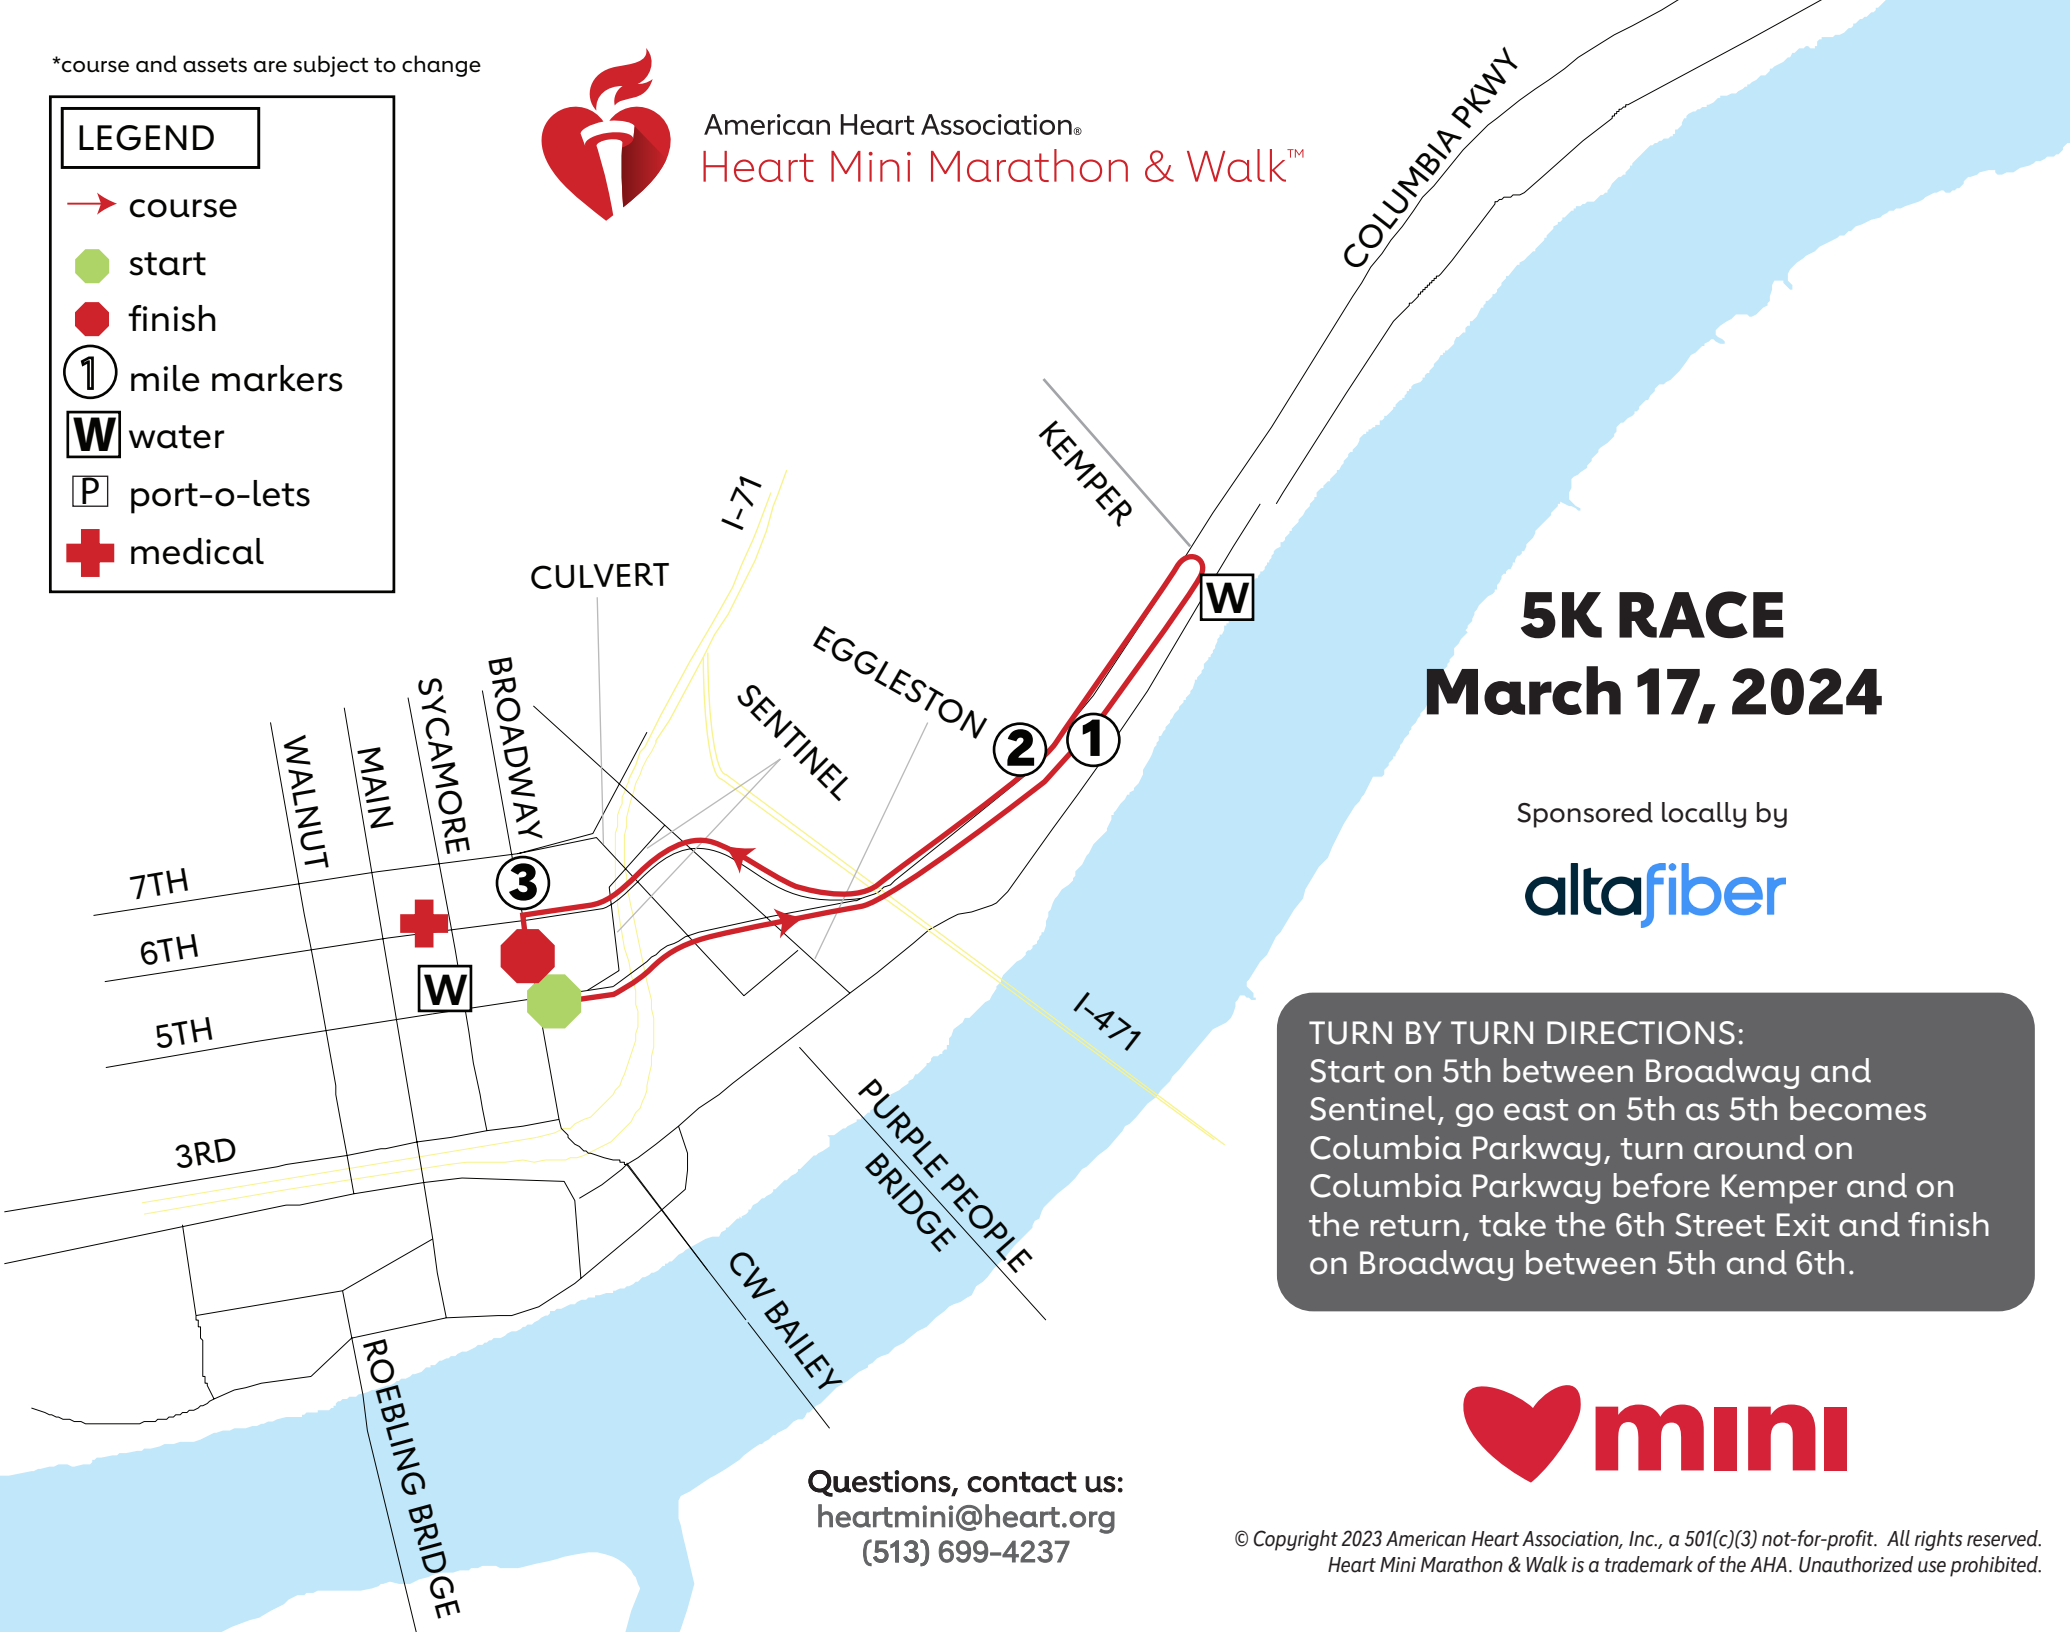 *course and assets are subject to change
LEGEND
course
start
finish
1 mile markers
W water
P port-o-lets
medical
American Heart Association®
Heart Mini Marathon & Walk™
COLUMBIA PKWY
KEMPER
I-71
CULVERT
W
EGGLESTON
SENTINEL
BROADWAY
SYCAMORE
MAIN
WALNUT
2
1
3
7TH
6TH
5TH
W
3RD
I-471
PURPLE PEOPLE
BRIDGE
CW BAILEY
ROEBLING BRIDGE
5K RACE
March 17, 2024
Sponsored locally by
altafiber
TURN BY TURN DIRECTIONS:
Start on 5th between Broadway and
Sentinel, go east on 5th as 5th becomes
Columbia Parkway, turn around on
Columbia Parkway before Kemper and on
the return, take the 6th Street Exit and finish
on Broadway between 5th and 6th.
mini
Questions, contact us:
heartmini@heart.org
(513) 699-4237
© Copyright 2023 American Heart Association, Inc., a 501(c)(3) not-for-profit. All rights reserved.
Heart Mini Marathon & Walk is a trademark of the AHA. Unauthorized use prohibited.